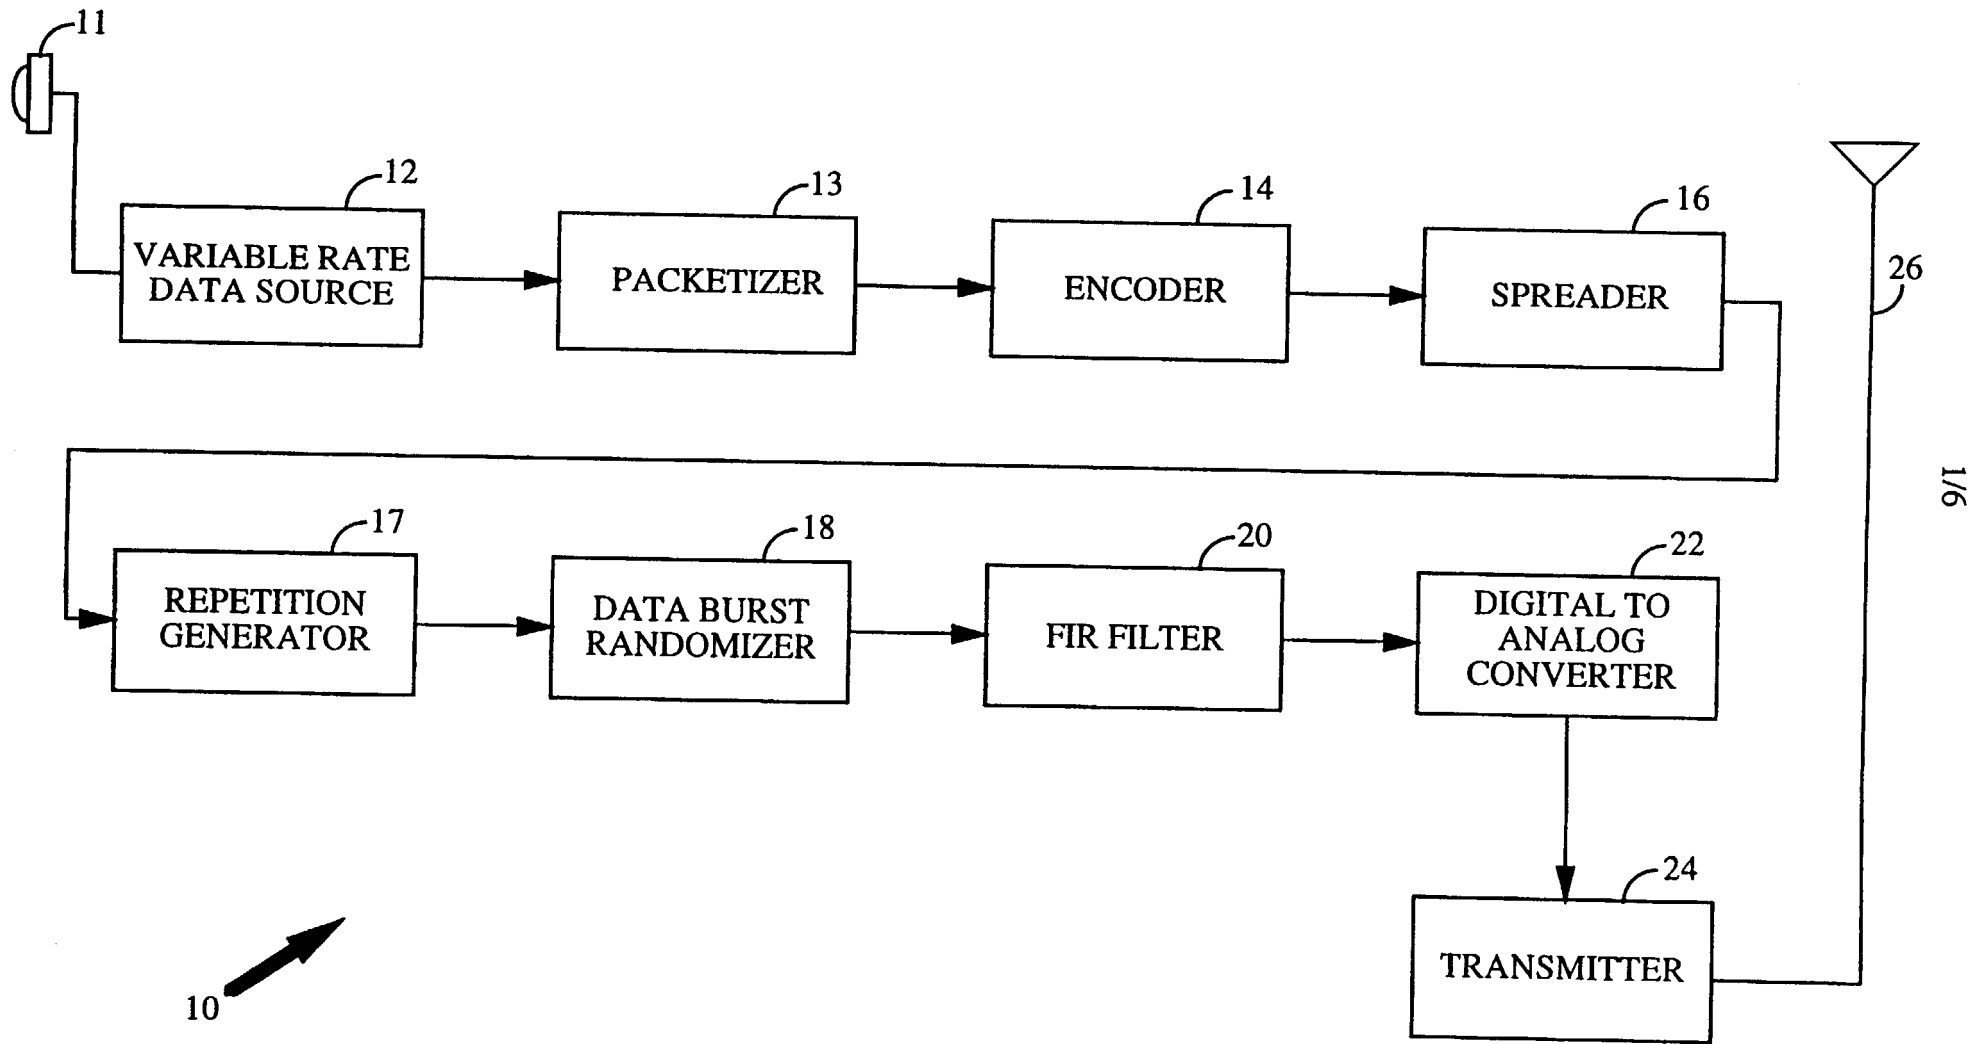 11
12
VARIABLE RATE
DATA SOURCE
13
PACKETIZER
14
ENCODER
16
SPREADER
26
1/6
17
REPETITION
GENERATOR
18
DATA BURST
RANDOMIZER
20
FIR FILTER
22
DIGITAL TO
ANALOG
CONVERTER
24
TRANSMITTER
10